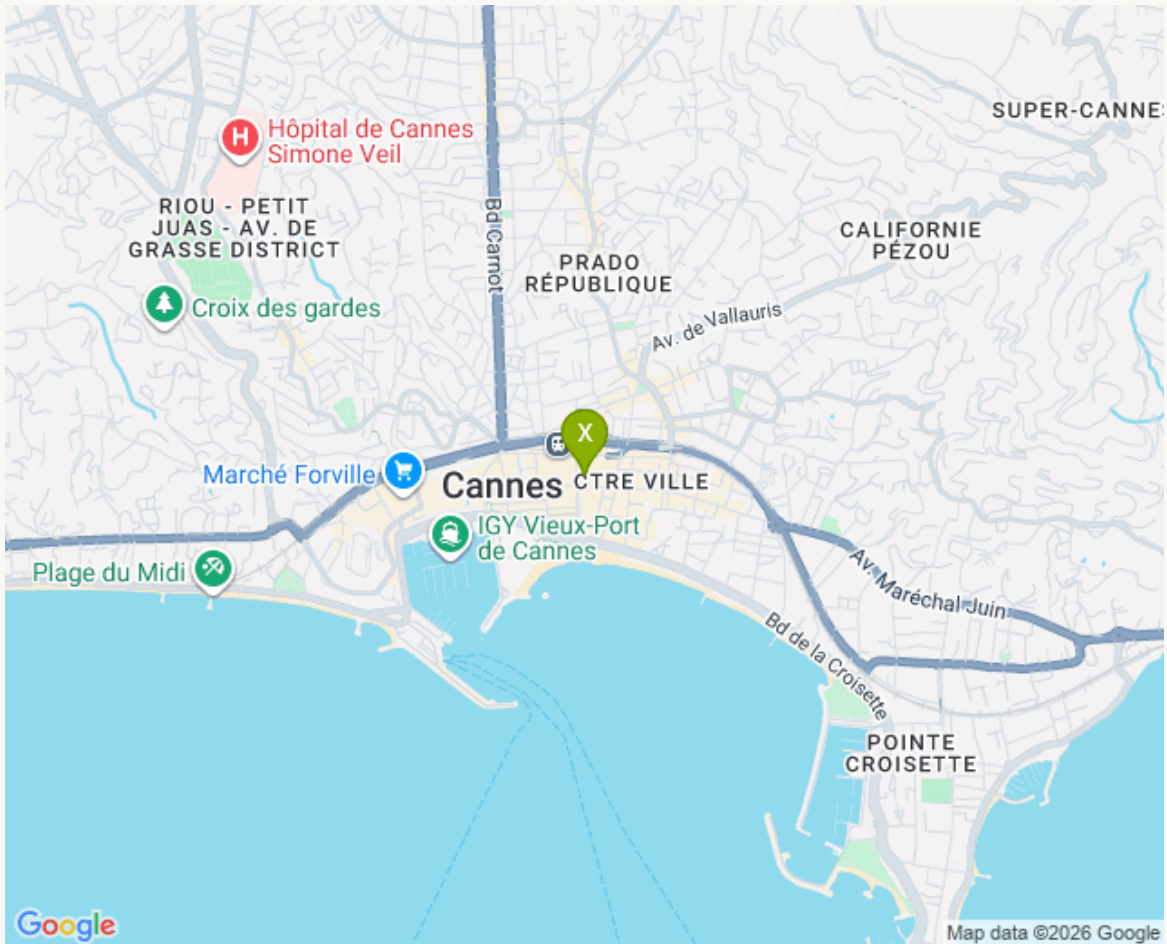 SUPER-CANNES
H
Hôpital de Cannes
Simone Veil
RIOU - PETIT
JUAS - AV. DE
GRASSE DISTRICT
Bd Carnot
CALIFORNIE
PÉZOU
PRADO
RÉPUBLIQUE
Croix des gardes
Av. de Vallauris
X
Marché Forville
Cannes
CTRE VILLE
IGY Vieux-Port
de Cannes
Plage du Midi
Av. Maréchal Juin
Bd de la Croisette
POINTE
CROISETTE
Google
Map data ©2026 Google